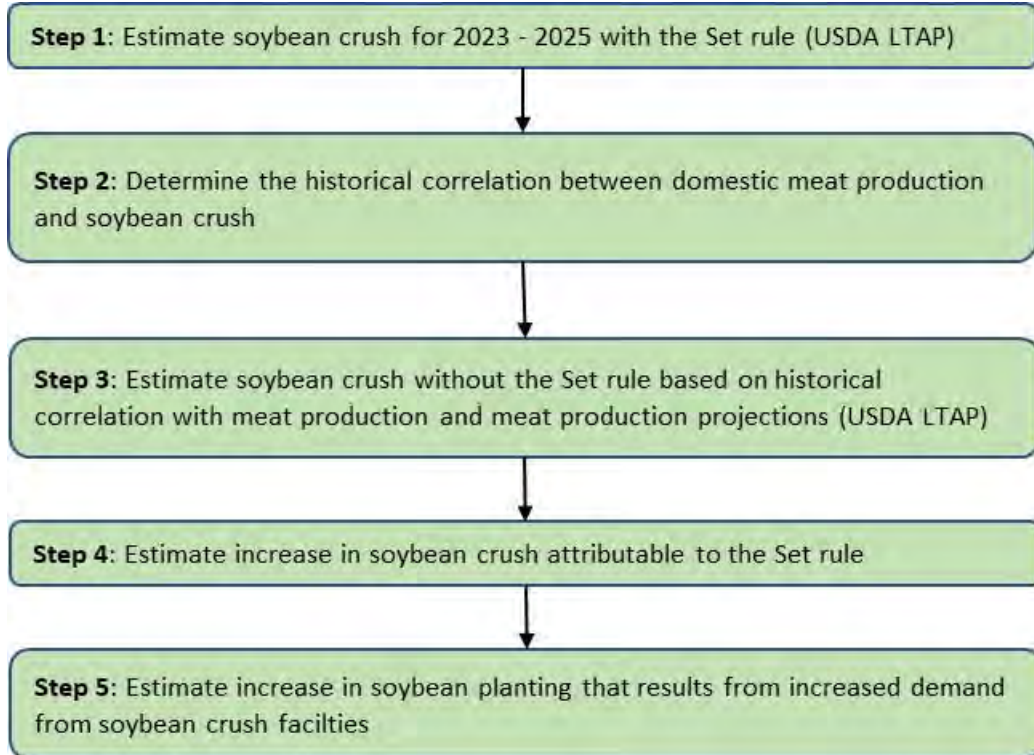 Step 1: Estimate soybean crush for 2023 - 2025 with the Set rule (USDA LTAP)
Step 2: Determine the historical correlation between domestic meat production
and soybean crush
Step 3: Estimate soybean crush without the Set rule based on historical
correlation with meat production and meat production projections (USDA LTAP)
Step 4: Estimate increase in soybean crush attributable to the Set rule
Step 5: Estimate increase in soybean planting that results from increased demand
from soybean crush facilties